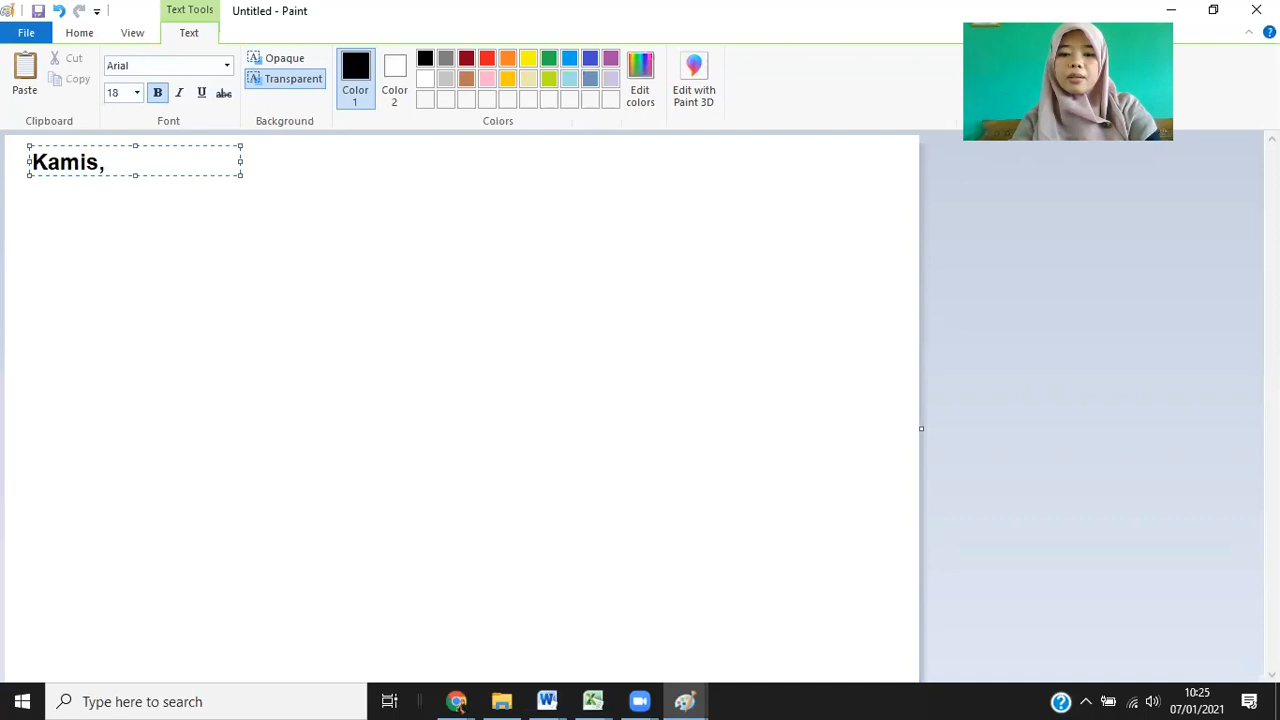 Text Tools
Untitled - Paint
File
Home
View
Text
Paste
Cut
Copy
Clipboard
Arial
18
B
I
U
abc
Font
Opaque
Transparent
Background
Color 1
Color 2
Edit colors
Colors
Edit with Paint 3D
Kamis,
Type here to search
10:25
07/01/2021